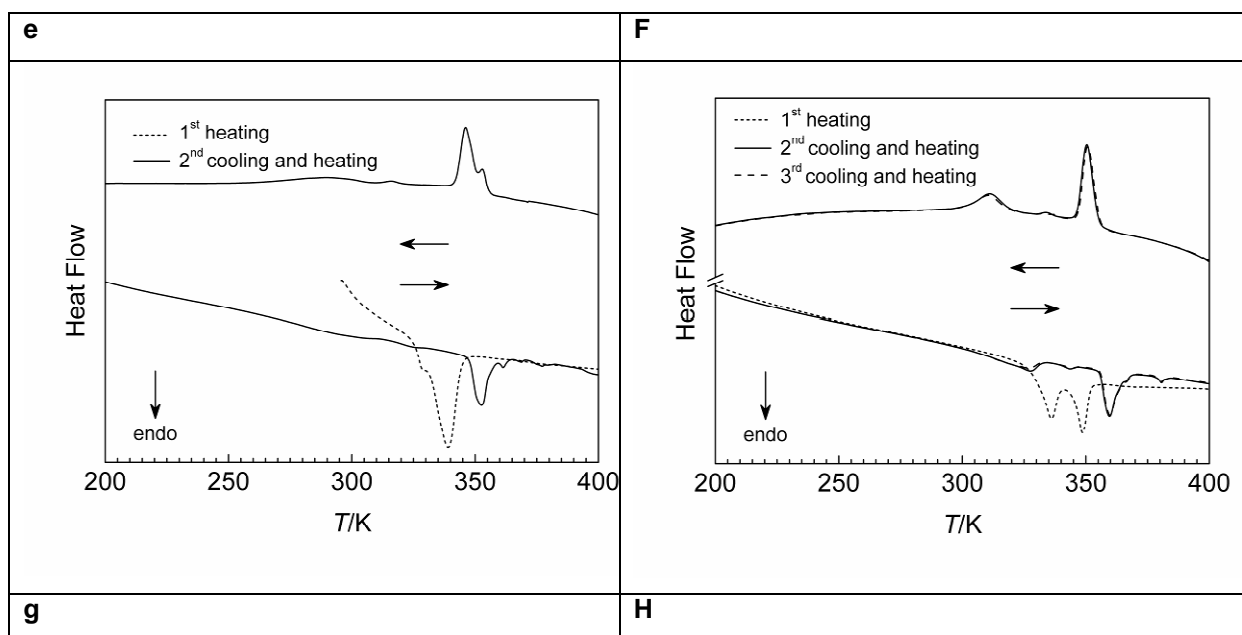 e
F
1st heating
2nd cooling and heating
Heat Flow
endo
200 250 300 350 400
T/K
1st heating
2nd cooling and heating
3rd cooling and heating
Heat Flow
endo
200 250 300 350 400
T/K
g
H